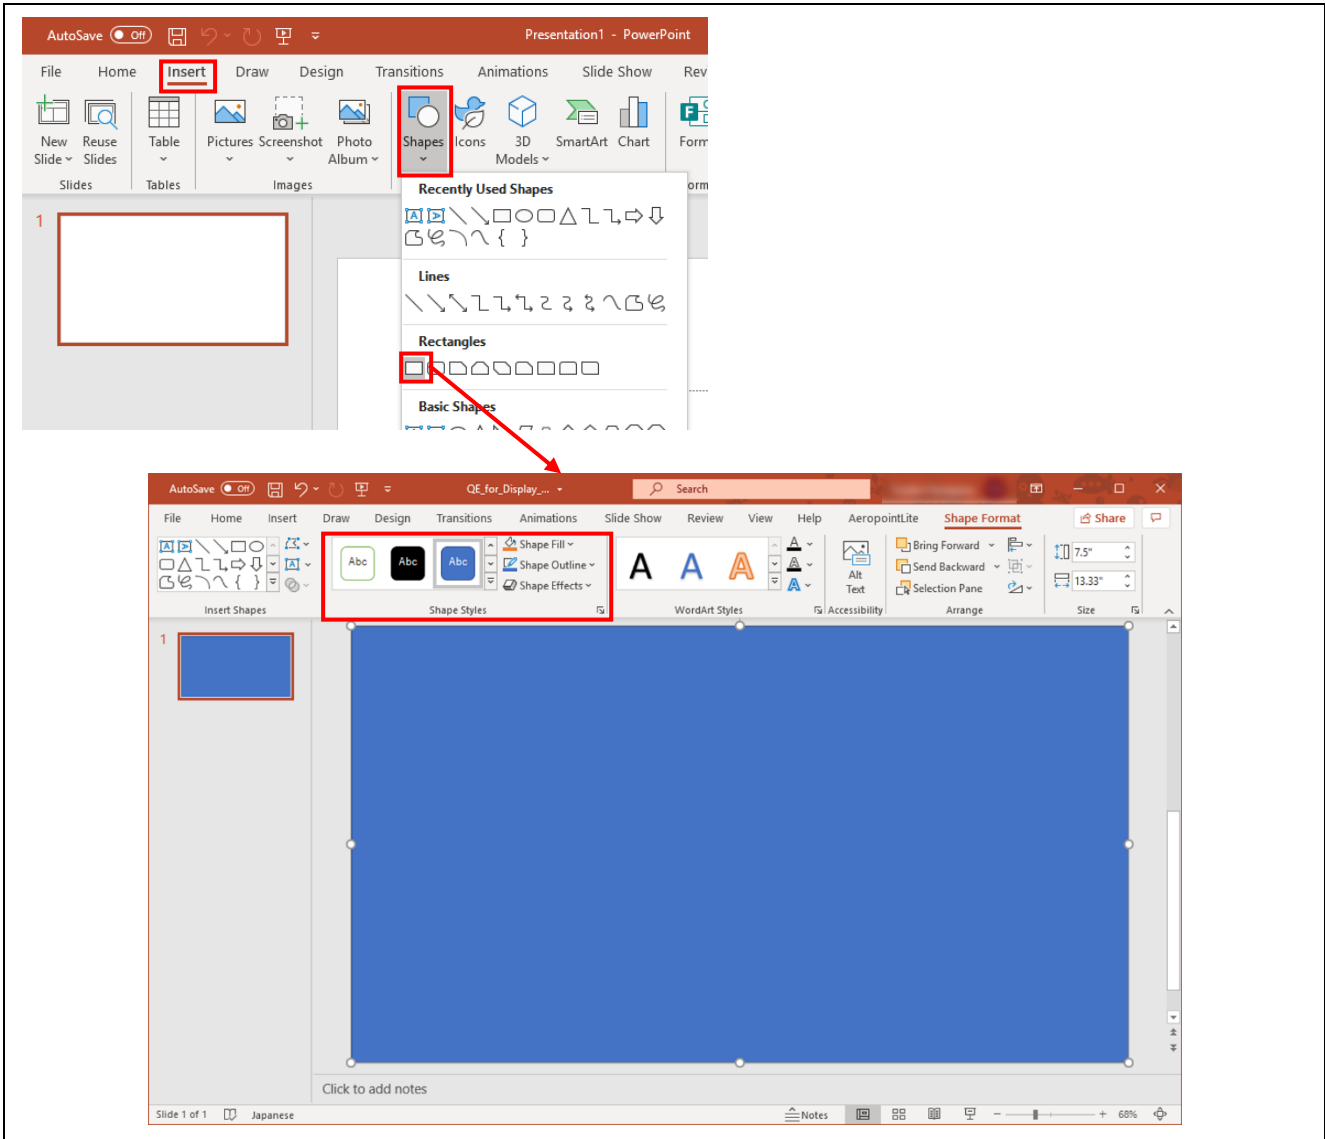 AutoSave Off Presentation1 - PowerPoint
File Home Insert Draw Design Transitions Animations Slide Show Rev
New Slide Reuse Slides Table Pictures Screenshot Photo Album Shapes Icons 3D Models SmartArt Chart Form
Slides Tables Images orm
Recently Used Shapes
1
Lines
Rectangles
Basic Shapes
AutoSave Off QE_for_Display_... Search
File Home Insert Draw Design Transitions Animations Slide Show Review View Help AeropointLite Shape Format Share
Abc Abc Abc
Shape Fill
Shape Outline
Shape Effects
A A A
A
A
A
Alt Text
Bring Forward
Send Backward
Selection Pane
7.5"
13.33"
Insert Shapes Shape Styles WordArt Styles Accessibility Arrange Size
1
Click to add notes
Slide 1 of 1 Japanese Notes 68%